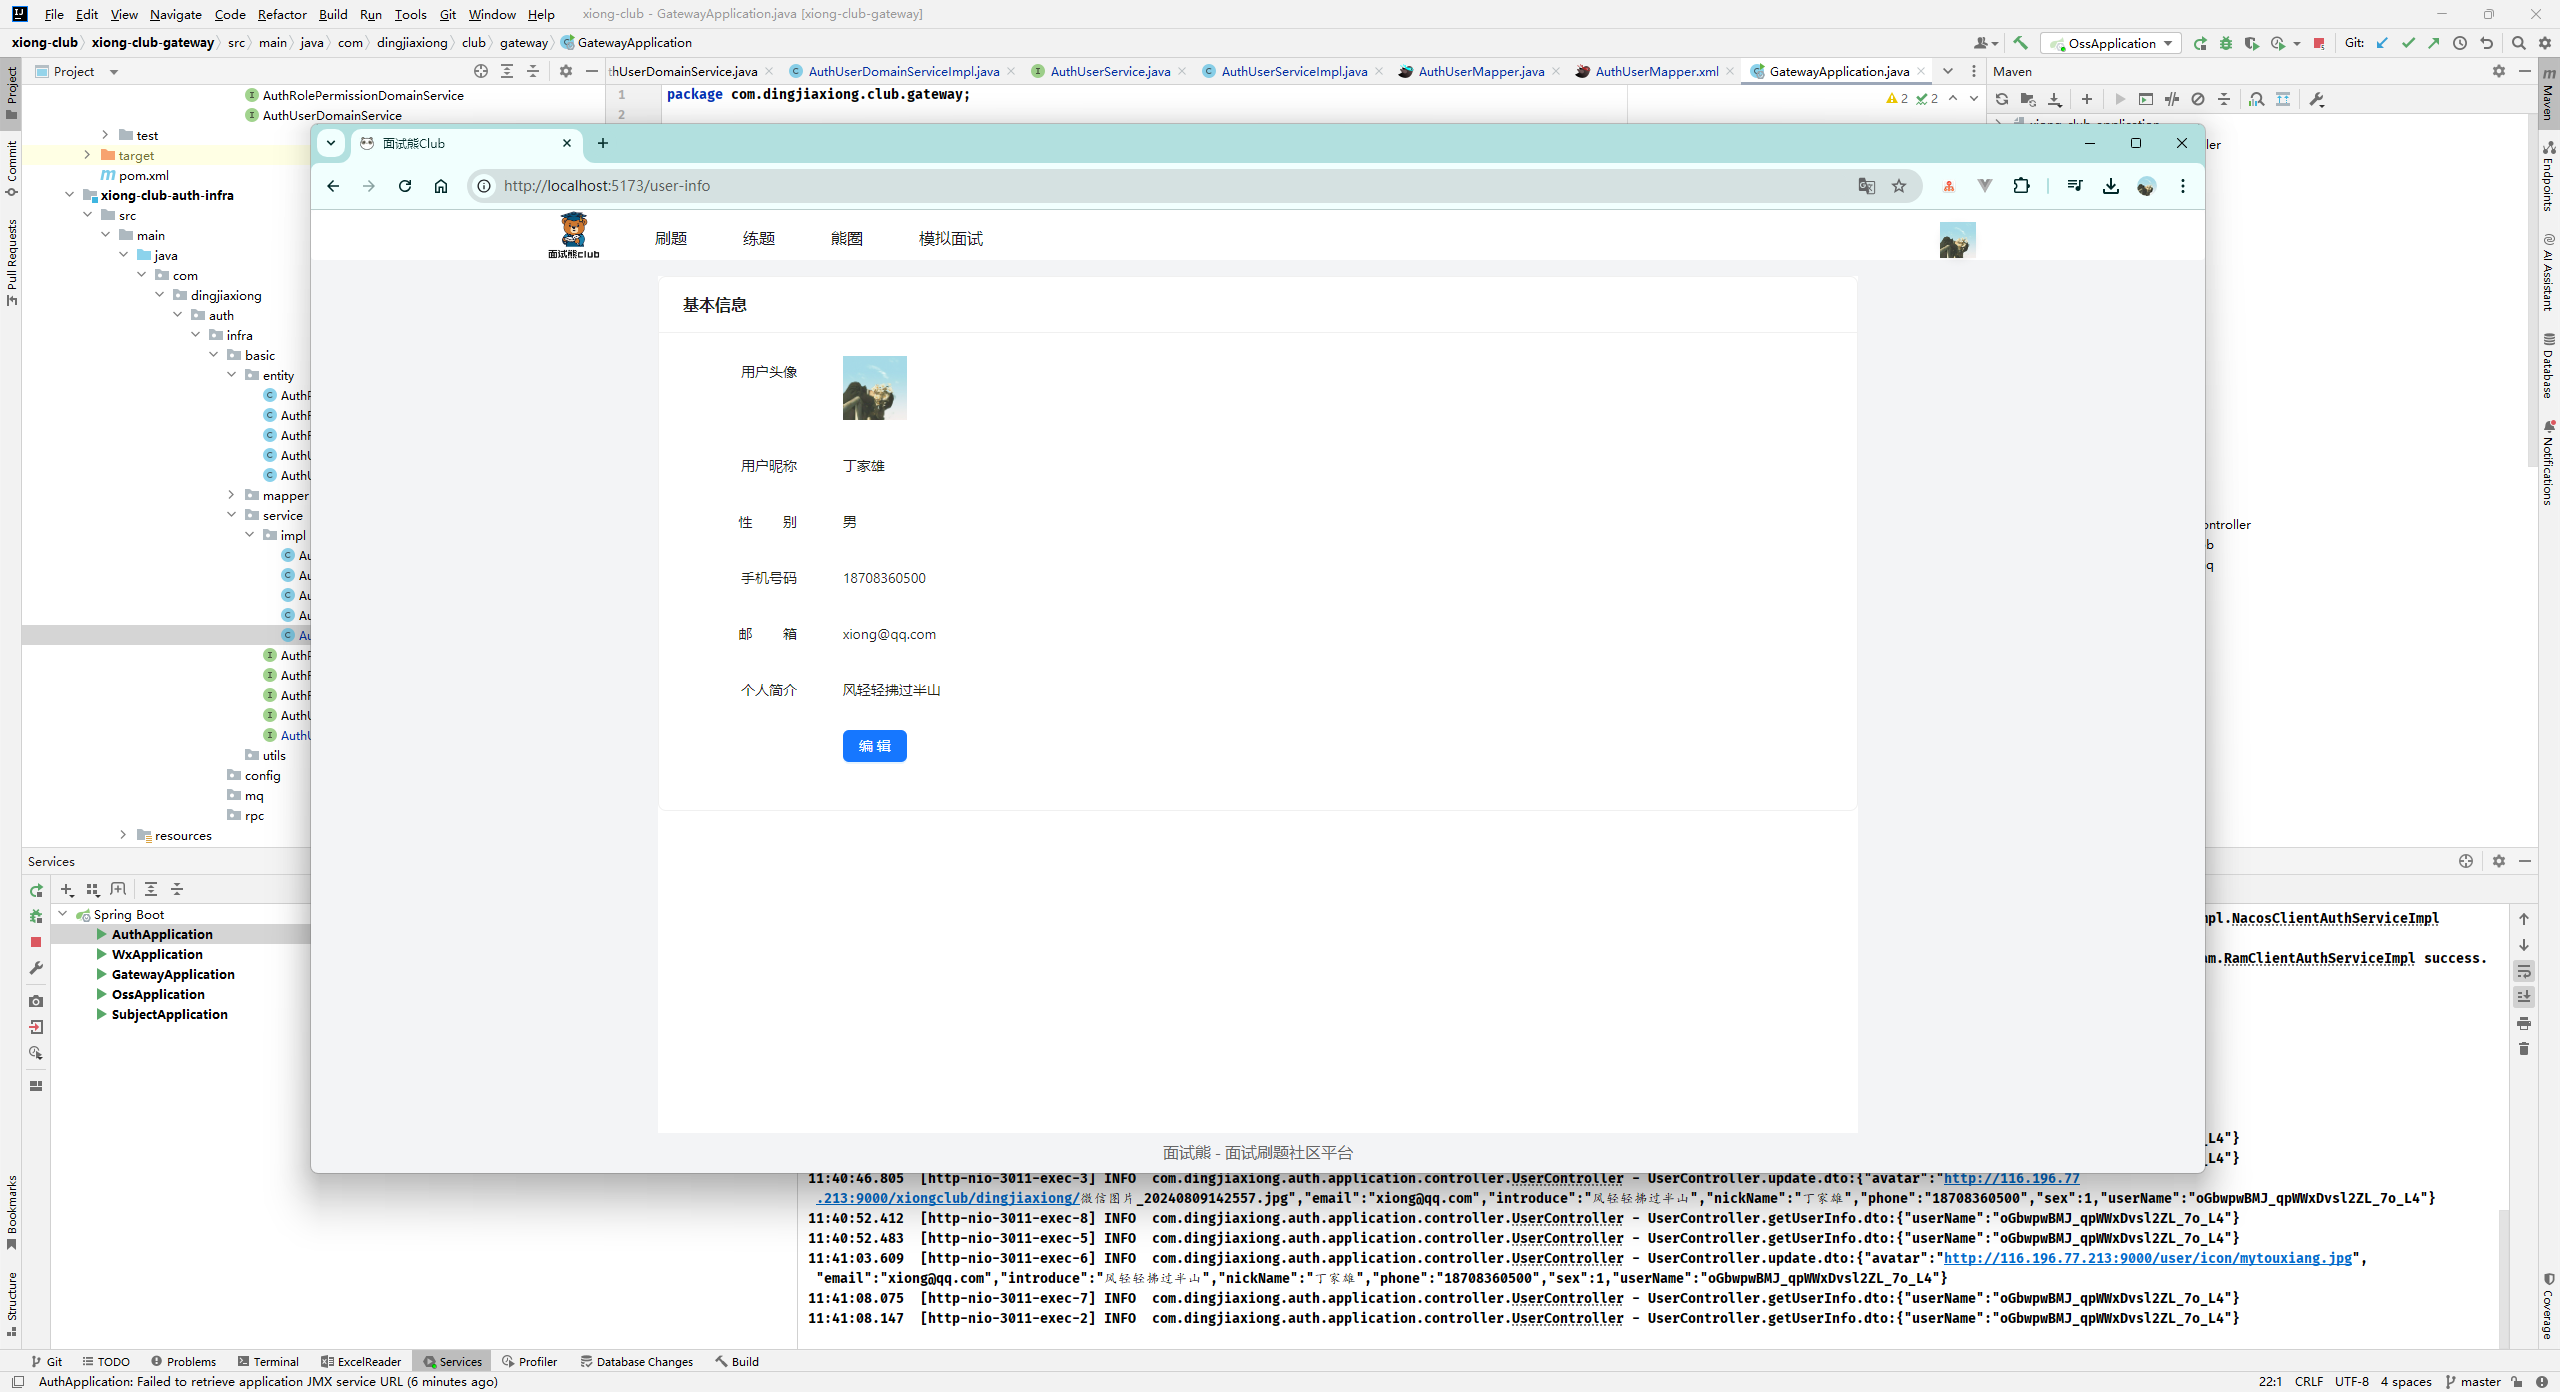 File Edit View Navigate Code Refactor Build Run Tools Git Window Help xiong-club - GatewayApplication.java [xiong-club-gateway]
xiong-club xiong-club-gateway src main java com dingjiaxiong club gateway GatewayApplication OssApplication Git:
Project
thUserDomainService.java AuthUserDomainServiceImpl.java AuthUserService.java AuthUserServiceImpl.java AuthUserMapper.java AuthUserMapper.xml GatewayApplication.java
Maven
AuthRolePermissionDomainService
AuthUserDomainService
test
target
pom.xml
xiong-club-auth-infra
src
main
java
com
dingjiaxiong
auth
infra
basic
entity
AuthU
AuthU
mapper
service
impl
Au
Au
Au
Au
Au
AuthU
AuthU
utils
config
mq
rpc
resources
1 package com.dingjiaxiong.club.gateway;
2
2 2
面试熊Club
http://localhost:5173/user-info
面试熊club
刷题 练题 熊圈 模拟面试
基本信息
用户头像
用户昵称 丁家雄
性 别 男
手机号码 18708360500
邮 箱 xiong@qq.com
个人简介 风轻轻拂过半山
编 辑
面试熊 - 面试刷题社区平台
ler
ontroller
b
q
Project
Commit
Pull Requests
Bookmarks
Structure
Maven
Endpoints
AI Assistant
Database
Notifications
Coverage
Services
Spring Boot
AuthApplication
WxApplication
GatewayApplication
OssApplication
SubjectApplication
mpl.NacosClientAuthServiceImpl
am.RamClientAuthServiceImpl success.
_L4"}
_L4"}
11:40:46.805 [http-nio-3011-exec-3] INFO com.dingjiaxiong.auth.application.controller.UserController - UserController.update.dto:{"avatar":"http://116.196.77
.213:9000/xiongclub/dingjiaxiong/微信图片_20240809142557.jpg","email":"xiong@qq.com","introduce":"风轻轻拂过半山","nickName":"丁家雄","phone":"18708360500","sex":1,"userName":"oGbwpwBMJ_qpWWxDvsl2ZL_7o_L4"}
11:40:52.412 [http-nio-3011-exec-8] INFO com.dingjiaxiong.auth.application.controller.UserController - UserController.getUserInfo.dto:{"userName":"oGbwpwBMJ_qpWWxDvsl2ZL_7o_L4"}
11:40:52.483 [http-nio-3011-exec-5] INFO com.dingjiaxiong.auth.application.controller.UserController - UserController.getUserInfo.dto:{"userName":"oGbwpwBMJ_qpWWxDvsl2ZL_7o_L4"}
11:41:03.609 [http-nio-3011-exec-6] INFO com.dingjiaxiong.auth.application.controller.UserController - UserController.update.dto:{"avatar":"http://116.196.77.213:9000/user/icon/mytouxiang.jpg",
"email":"xiong@qq.com","introduce":"风轻轻拂过半山","nickName":"丁家雄","phone":"18708360500","sex":1,"userName":"oGbwpwBMJ_qpWWxDvsl2ZL_7o_L4"}
11:41:08.075 [http-nio-3011-exec-7] INFO com.dingjiaxiong.auth.application.controller.UserController - UserController.getUserInfo.dto:{"userName":"oGbwpwBMJ_qpWWxDvsl2ZL_7o_L4"}
11:41:08.147 [http-nio-3011-exec-2] INFO com.dingjiaxiong.auth.application.controller.UserController - UserController.getUserInfo.dto:{"userName":"oGbwpwBMJ_qpWWxDvsl2ZL_7o_L4"}
Git TODO Problems Terminal ExcelReader Services Profiler Database Changes Build
AuthApplication: Failed to retrieve application JMX service URL (6 minutes ago)
22:1 CRLF UTF-8 4 spaces master